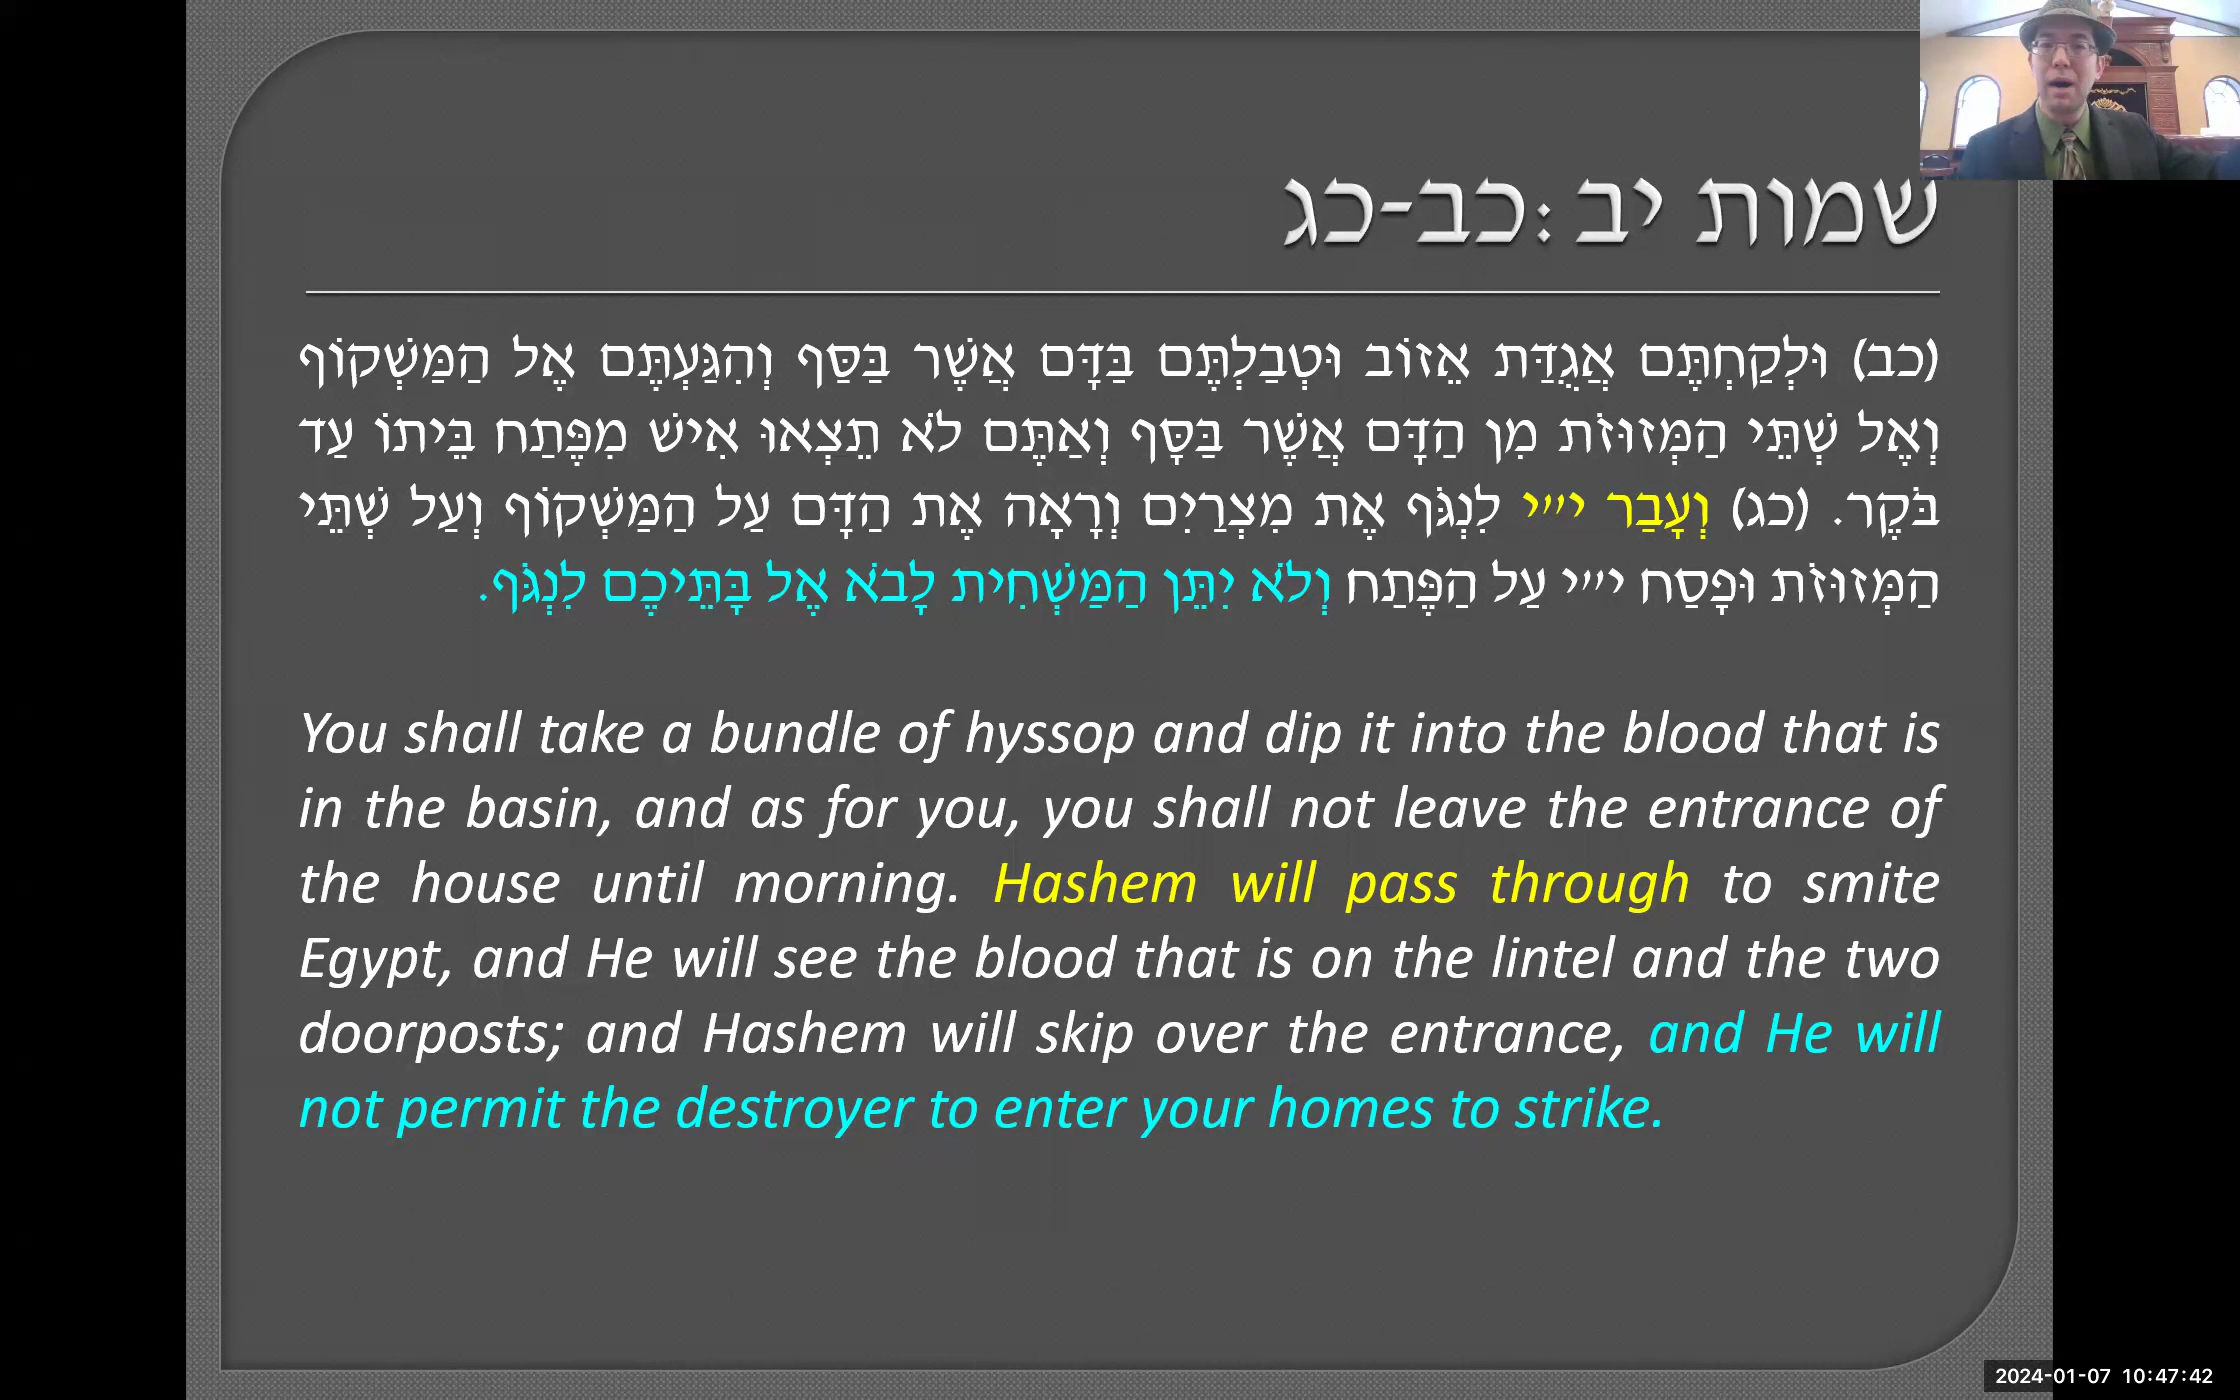 שמות יב :כב-כג
(כב) וּלְקַחְתֶּם אֲגֻדַּת אֵזוֹב וּטְבַלְתֶּם בַּדָּם אֲשֶׁר בַּסַּף וְהִגַּעְתֶּם אֶל הַמַּשְׁקוֹף
וְאֶל שְׁתֵּי הַמְּזוּזֹת מִן הַדָּם אֲשֶׁר בַּסָּף וְאַתֶּם לֹא תֵצְאוּ אִישׁ מִפֶּתַח בֵּיתוֹ עַד
בֹּקֶר. (כג) וְעָבַר י״י לִנְגֹּף אֶת מִצְרַיִם וְרָאָה אֶת הַדָּם עַל הַמַּשְׁקוֹף וְעַל שְׁתֵּי
הַמְּזוּזֹת וּפָסַח י״י עַל הַפֶּתַח וְלֹא יִתֵּן הַמַּשְׁחִית לָבֹא אֶל בָּתֵּיכֶם לִנְגֹּף.
You shall take a bundle of hyssop and dip it into the blood that is
in the basin, and as for you, you shall not leave the entrance of
the house until morning. Hashem will pass through to smite
Egypt, and He will see the blood that is on the lintel and the two
doorposts; and Hashem will skip over the entrance, and He will
not permit the destroyer to enter your homes to strike.
2024-01-07 10:47:42